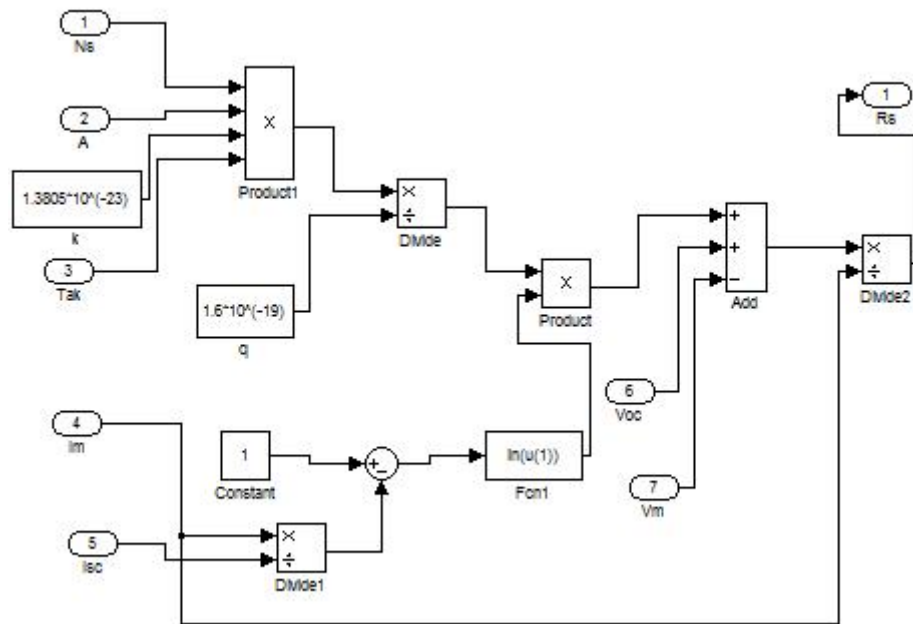 1
Ns
2
A
1.3805*10^(-23)
k
3
Tak
×
Product1
×
÷
Divide
1.6*10^(-19)
q
×
Product
+
+
−
Add
×
÷
Divide2
1
Rs
6
Voc
7
Vm
4
Im
1
Constant
+
−
ln(u(1))
Fcn1
5
Isc
×
÷
Divide1